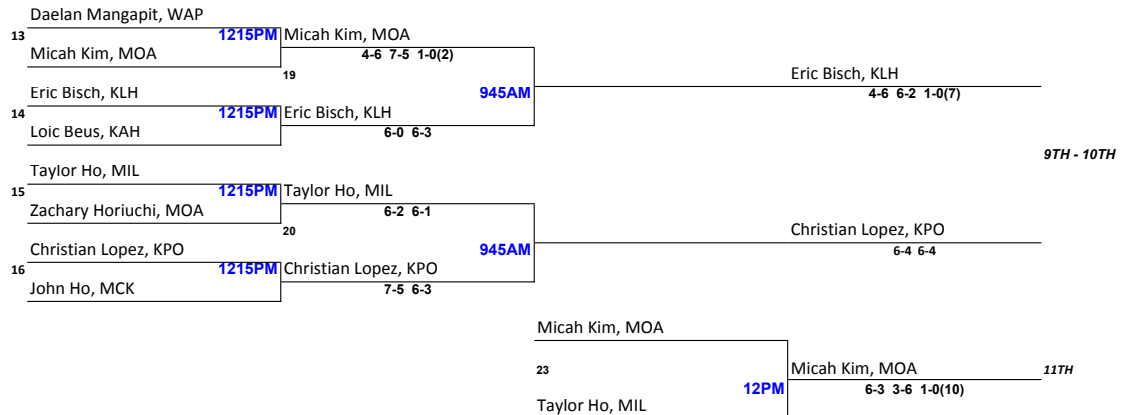 Daelan Mangapit, WAP
13 1215PM Micah Kim, MOA
Micah Kim, MOA 4-6 7-5 1-0(2)
19 Eric Bisch, KLH
Eric Bisch, KLH 945AM 4-6 6-2 1-0(7)
14 1215PM Eric Bisch, KLH
Loic Beus, KAH 6-0 6-3
9TH - 10TH
Taylor Ho, MIL
15 1215PM Taylor Ho, MIL
Zachary Horiuchi, MOA 6-2 6-1
20 Christian Lopez, KPO
Christian Lopez, KPO 945AM 6-4 6-4
16 1215PM Christian Lopez, KPO
John Ho, MCK 7-5 6-3
Micah Kim, MOA
23 Micah Kim, MOA 11TH
12PM 6-3 3-6 1-0(10)
Taylor Ho, MIL